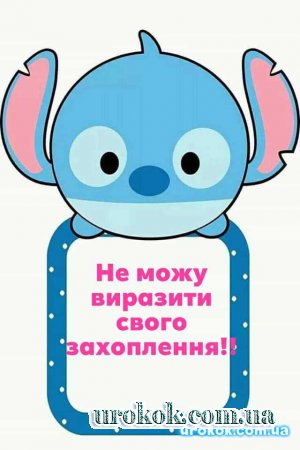 Не можу
виразити
свого
захоплення!!
urokok.com.ua
urokok.com.ua